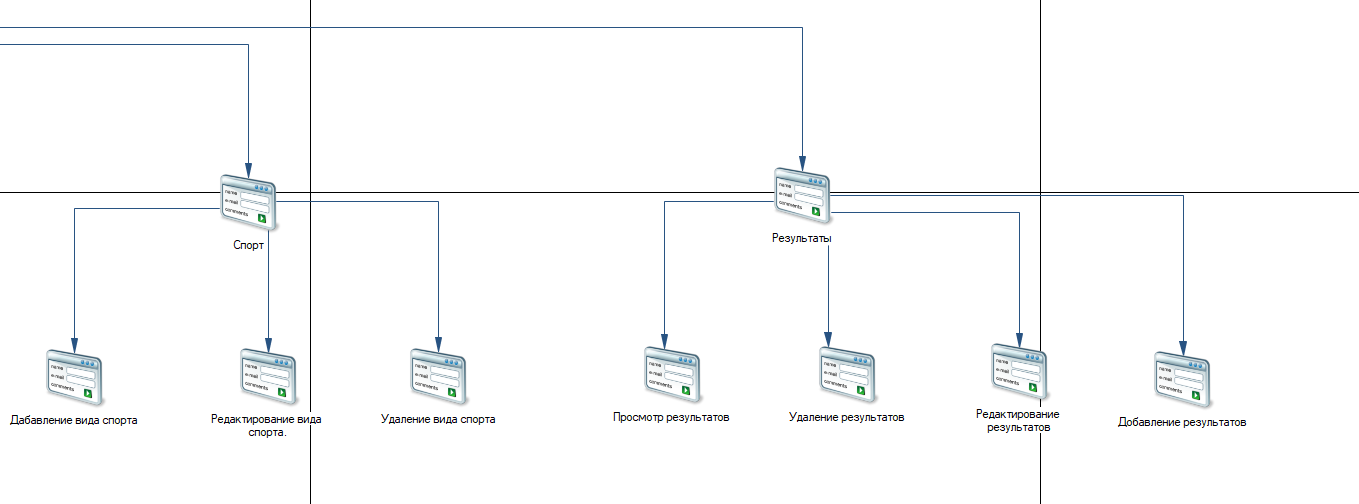 name
e-mail
comments
Спорт
name
e-mail
comments
Результаты
name
e-mail
comments
Дабавление вида спорта
name
e-mail
comments
Редактирование вида
спорта.
name
e-mail
comments
Удаление вида спорта
name
e-mail
comments
Просмотр результатов
name
e-mail
comments
Удаление результатов
name
e-mail
comments
Редактирование
результатов
name
e-mail
comments
Добавление результатов